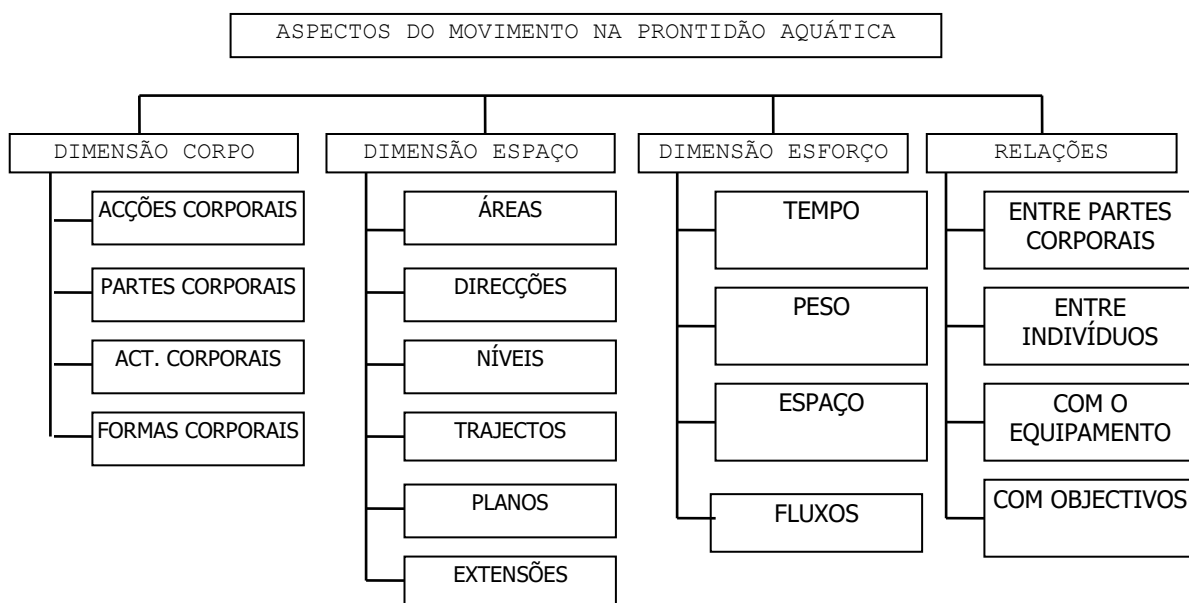 ASPECTOS DO MOVIMENTO NA PRONTIDÃO AQUÁTICA
DIMENSÃO CORPO
ACÇÕES CORPORAIS
PARTES CORPORAIS
ACT. CORPORAIS
FORMAS CORPORAIS
DIMENSÃO ESPAÇO
ÁREAS
DIRECÇÕES
NÍVEIS
TRAJECTOS
PLANOS
EXTENSÕES
DIMENSÃO ESFORÇO
TEMPO
PESO
ESPAÇO
FLUXOS
RELAÇÕES
ENTRE PARTES
CORPORAIS
ENTRE
INDIVÍDUOS
COM O
EQUIPAMENTO
COM OBJECTIVOS